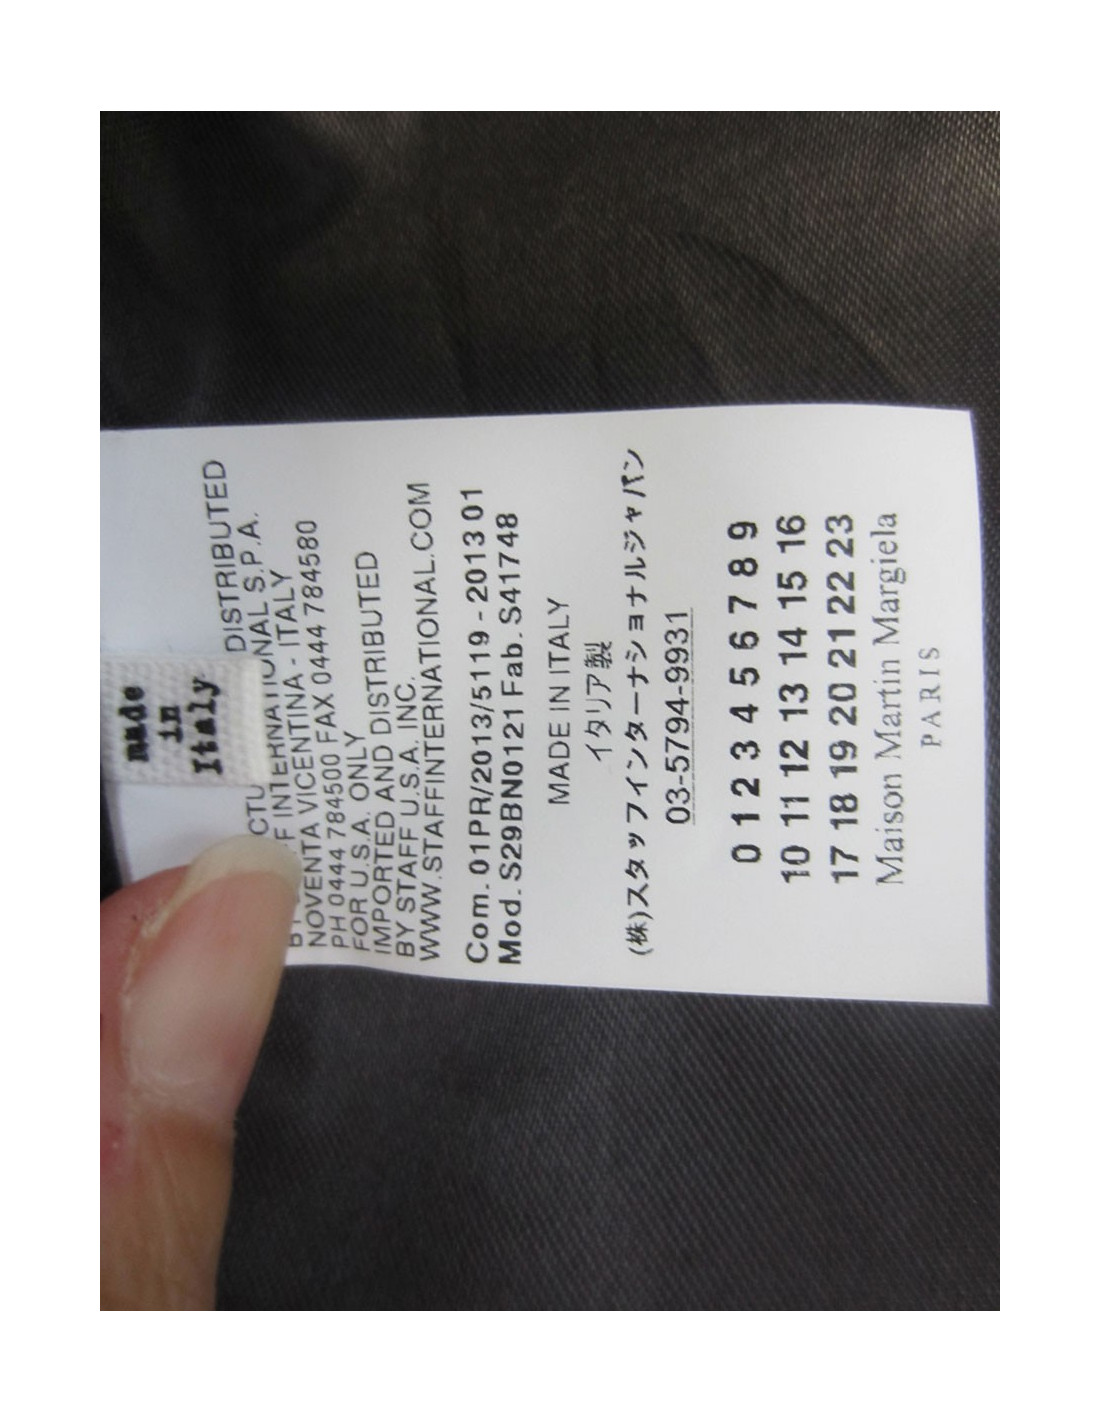 made
in
Italy
DISTRIBUTED
INTERNATIONAL S.P.A.
NOVENTA VICENTINA - ITALY
PH 0444 784500 FAX 0444 784580
FOR U.S.A. ONLY
IMPORTED AND DISTRIBUTED
BY STAFF U.S.A. INC.
WWW.STAFFINTERNATIONAL.COM
Com. 01PR/2013/5119 - 2013 01
Mod. S29BN0121 Fab. S41748
MADE IN ITALY
イタリア製
(株)スタッフインターナショナルジャパン
03-5794-9931
0 1 2 3 4 5 6 7 8 9
10 11 12 13 14 15 16
17 18 19 20 21 22 23
Maison Martin Margiela
PARIS